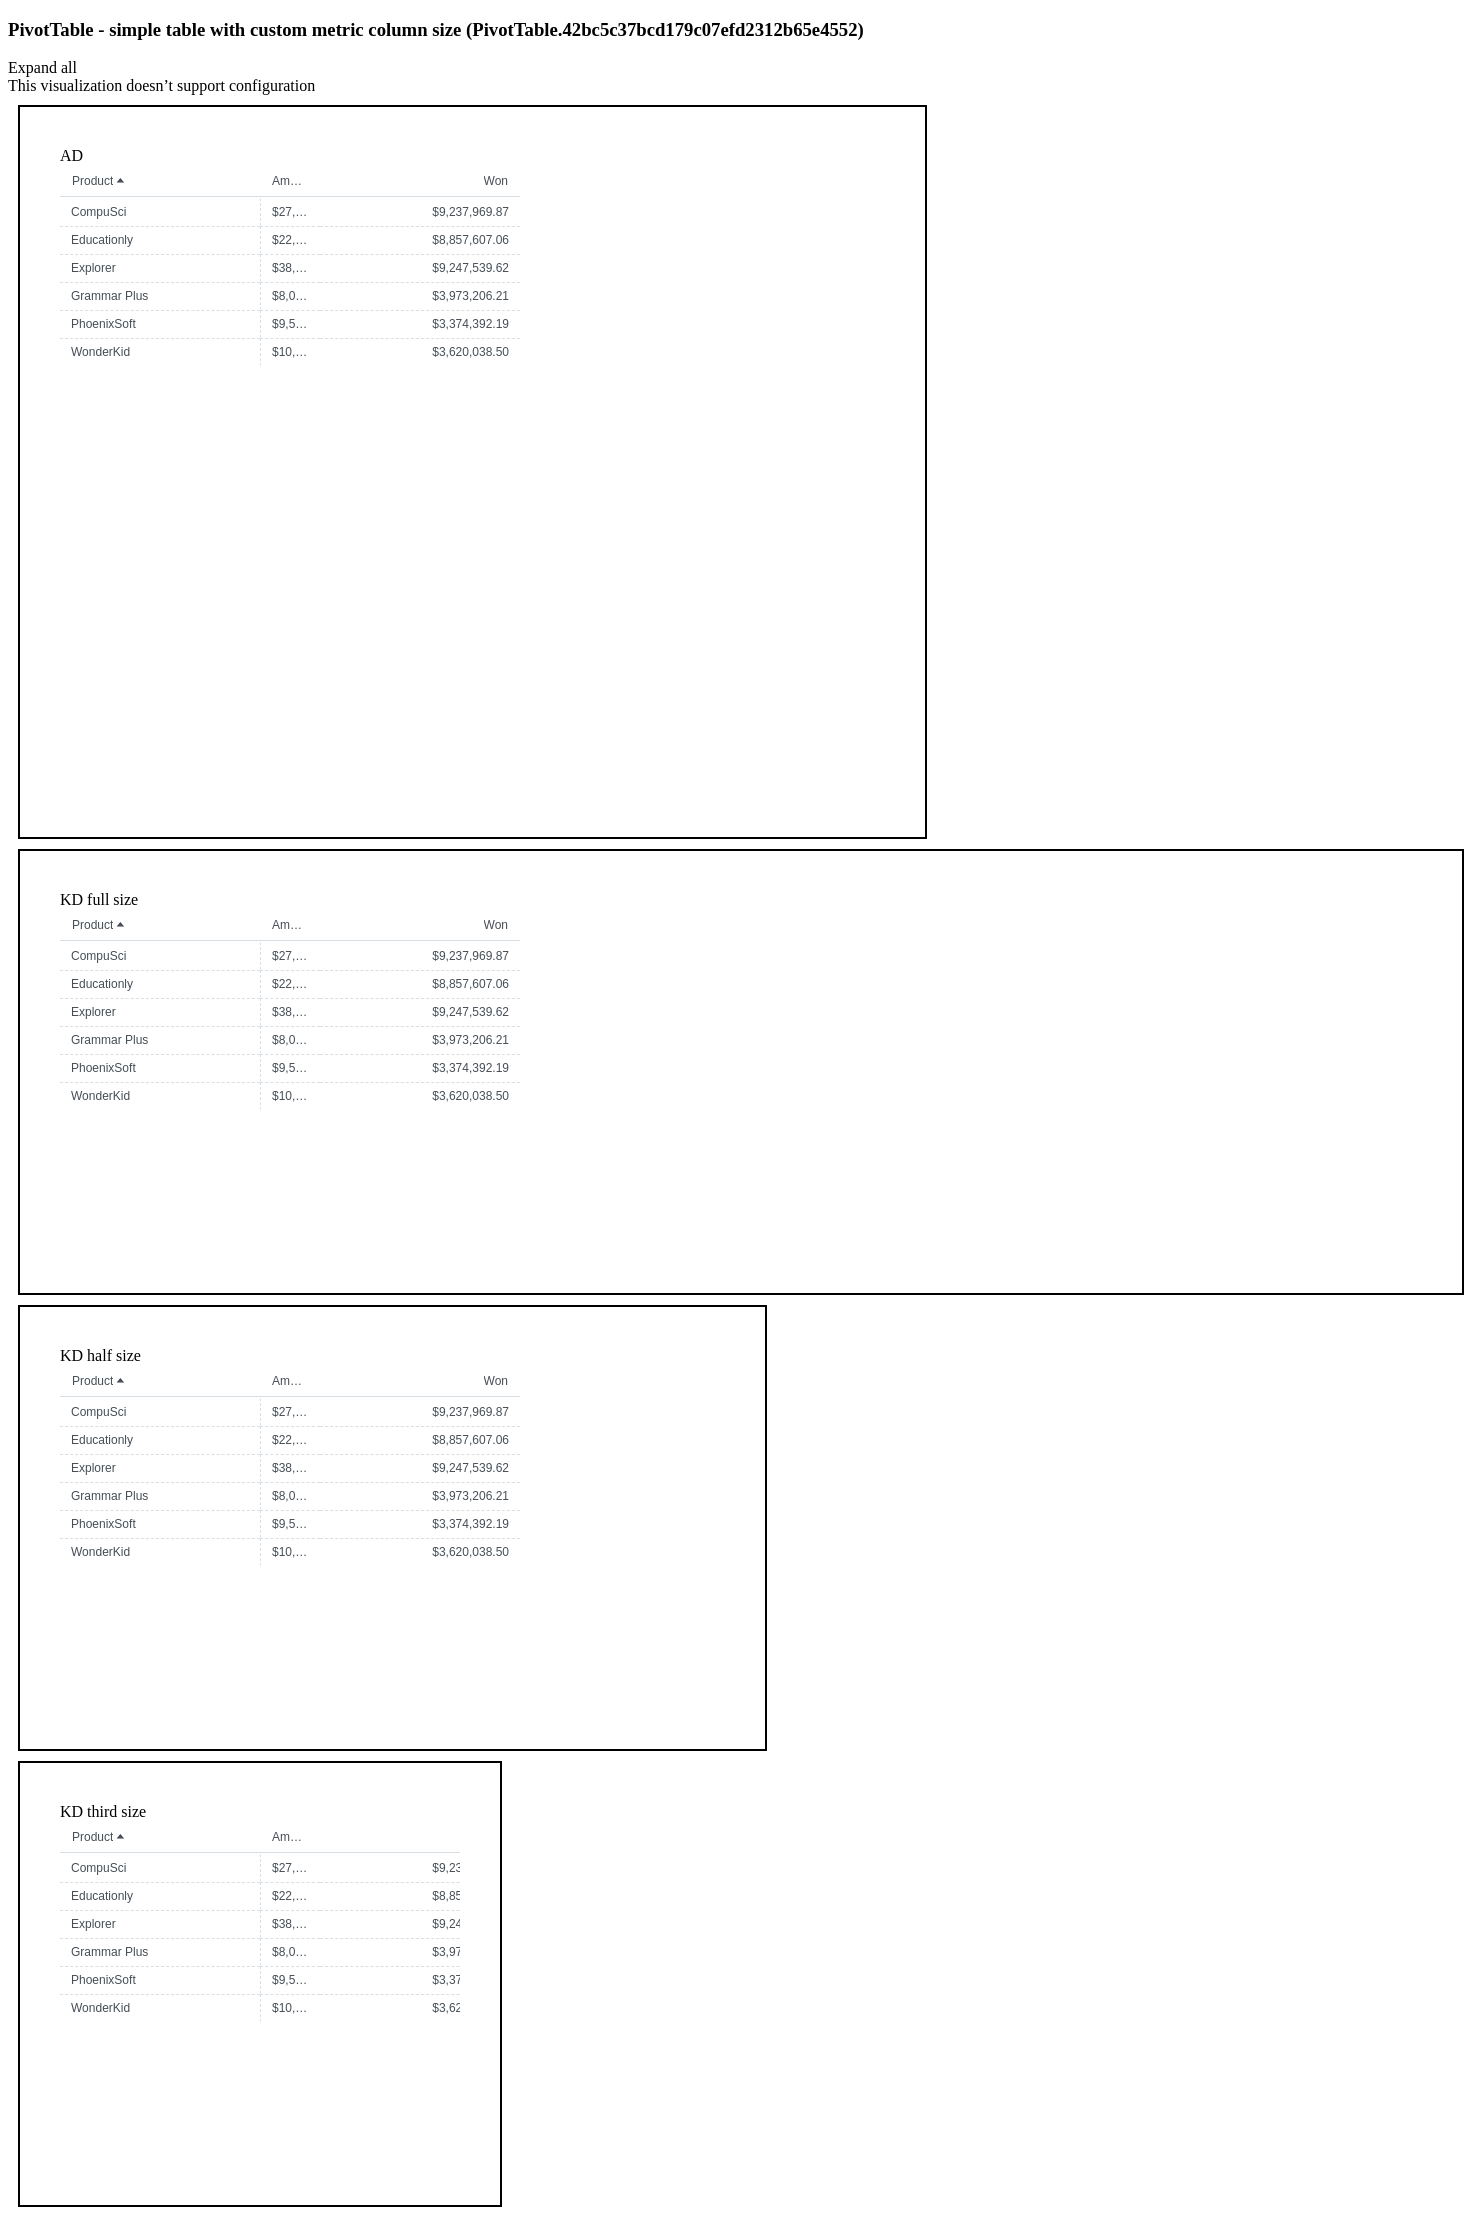 PivotTable - simple table with custom metric column size (PivotTable.42bc5c37bcd179c07efd2312b65e4552)
Expand all
This visualization doesn’t support configuration
AD
Product Am… Won
CompuSci $27,… $9,237,969.87
Educationly $22,… $8,857,607.06
Explorer $38,… $9,247,539.62
Grammar Plus $8,0… $3,973,206.21
PhoenixSoft $9,5… $3,374,392.19
WonderKid $10,… $3,620,038.50
KD full size
Product Am… Won
CompuSci $27,… $9,237,969.87
Educationly $22,… $8,857,607.06
Explorer $38,… $9,247,539.62
Grammar Plus $8,0… $3,973,206.21
PhoenixSoft $9,5… $3,374,392.19
WonderKid $10,… $3,620,038.50
KD half size
Product Am… Won
CompuSci $27,… $9,237,969.87
Educationly $22,… $8,857,607.06
Explorer $38,… $9,247,539.62
Grammar Plus $8,0… $3,973,206.21
PhoenixSoft $9,5… $3,374,392.19
WonderKid $10,… $3,620,038.50
KD third size
Product Am…
CompuSci $27,… $9,23
Educationly $22,… $8,85
Explorer $38,… $9,24
Grammar Plus $8,0… $3,97
PhoenixSoft $9,5… $3,37
WonderKid $10,… $3,62